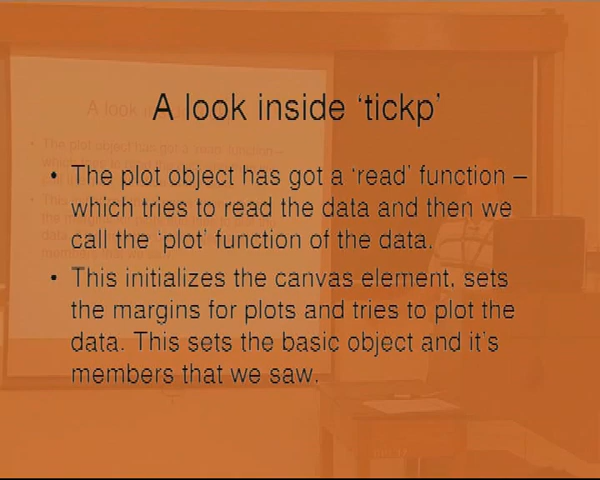 A look inside ‘tickp’
• The plot object has got a ‘read’ function –
which tries to read the data and then we
call the ‘plot’ function of the data.
• This initializes the canvas element, sets
the margins for plots and tries to plot the
data. This sets the basic object and it’s
members that we saw.